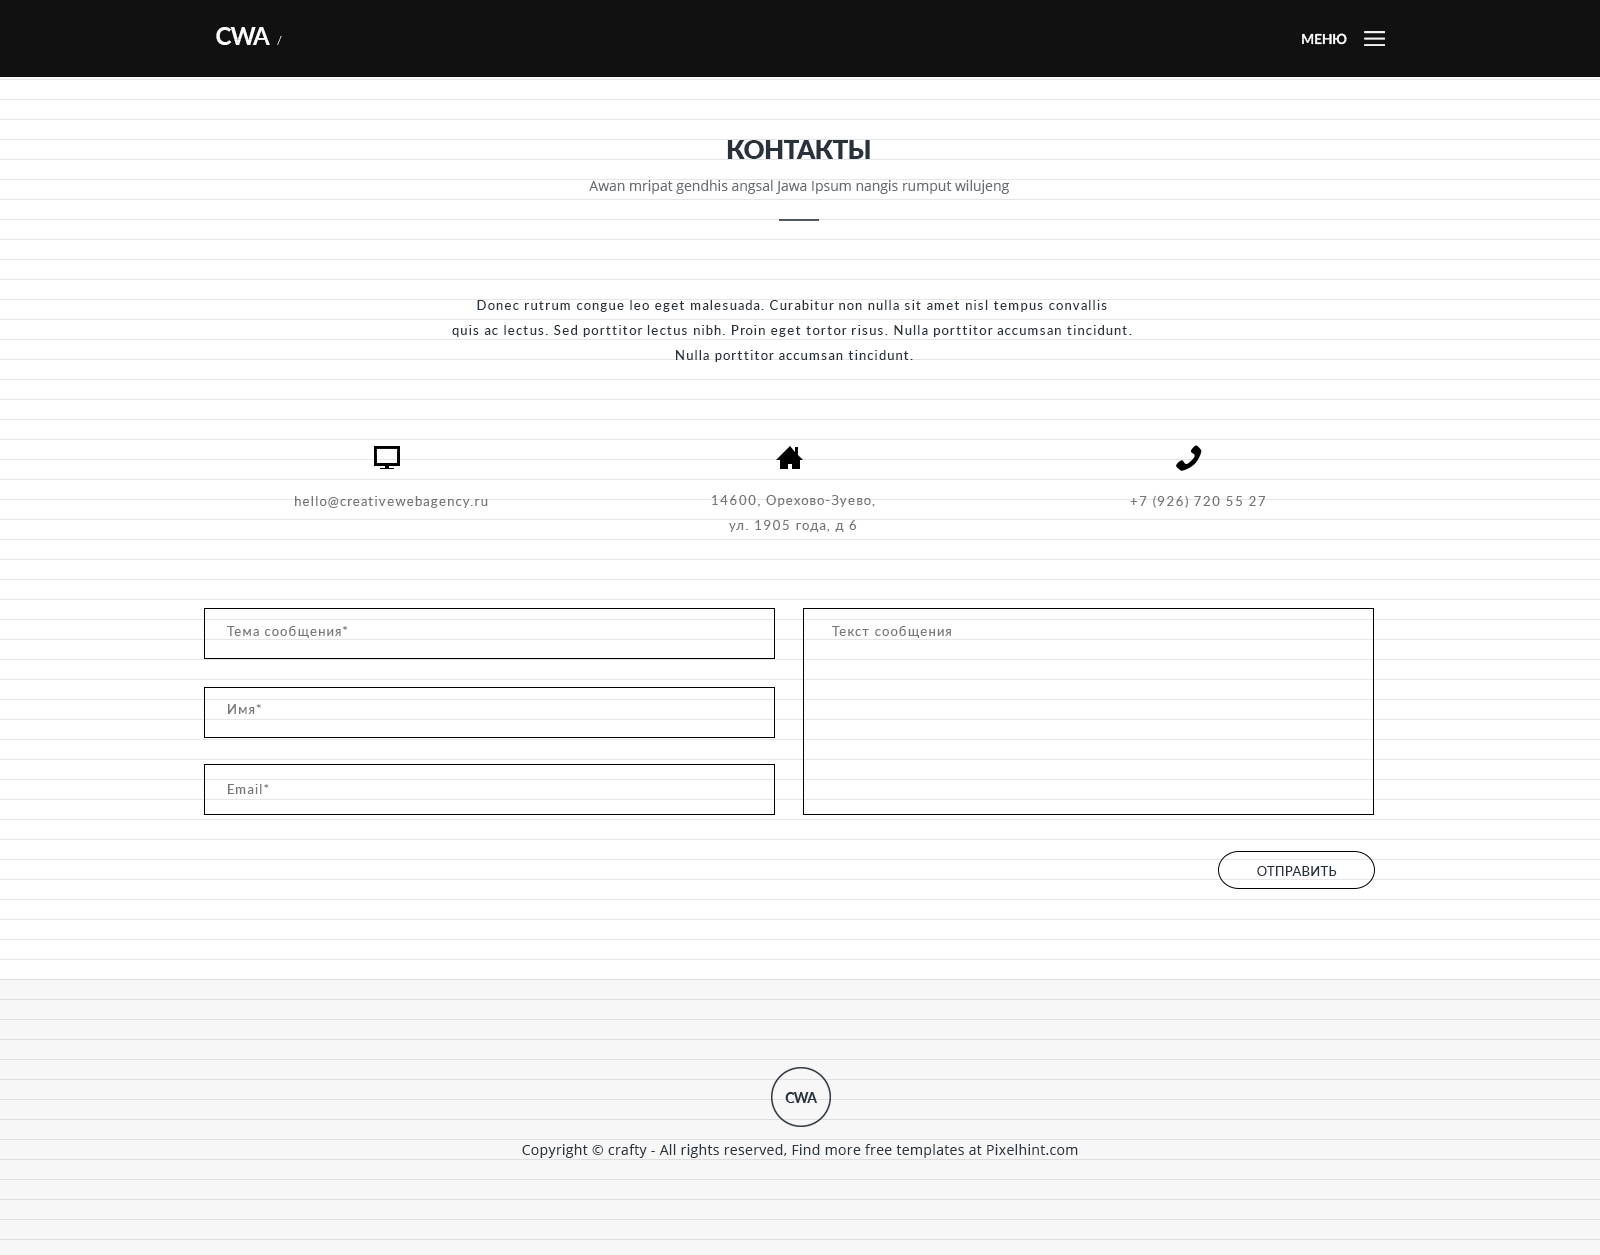 CWA /
МЕНЮ
КОНТАКТЫ
Awan mripat gendhis angsal Jawa Ipsum nangis rumput wilujeng
Donec rutrum congue leo eget malesuada. Curabitur non nulla sit amet nisl tempus convallis
quis ac lectus. Sed porttitor lectus nibh. Proin eget tortor risus. Nulla porttitor accumsan tincidunt.
Nulla porttitor accumsan tincidunt.
hello@creativewebagency.ru
14600, Орехово-Зуево,
ул. 1905 года, д 6
+7 (926) 720 55 27
Тема сообщения*
Имя*
Email*
Текст сообщения
ОТПРАВИТЬ
CWA
Copyright © crafty - All rights reserved, Find more free templates at Pixelhint.com